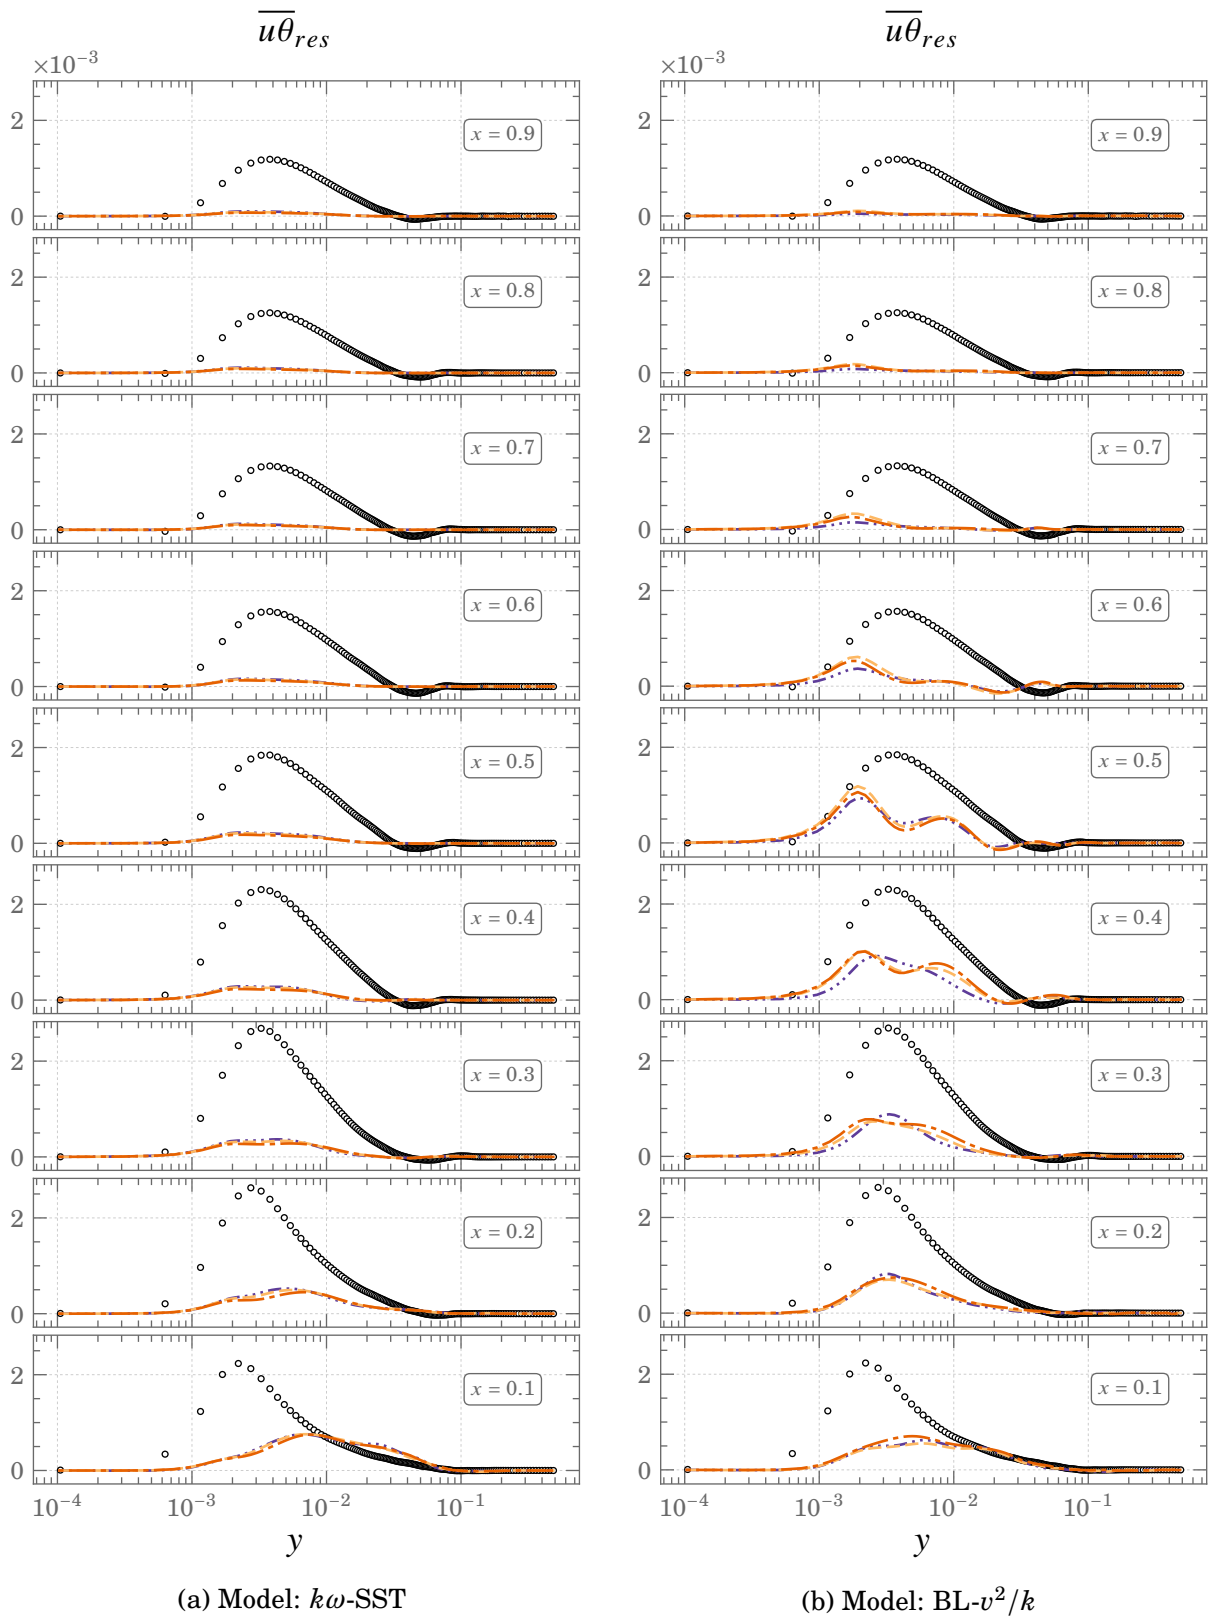 $\overline{u\theta}_{res}$ $\overline{u\theta}_{res}$
×10⁻³ ×10⁻³
2 x = 0.9 2 x = 0.9
0 0
2 x = 0.8 2 x = 0.8
0 0
2 x = 0.7 2 x = 0.7
0 0
2 x = 0.6 2 x = 0.6
0 0
2 x = 0.5 2 x = 0.5
0 0
2 x = 0.4 2 x = 0.4
0 0
2 x = 0.3 2 x = 0.3
0 0
2 x = 0.2 2 x = 0.2
0 0
2 x = 0.1 2 x = 0.1
0 0
10⁻⁴ 10⁻³ 10⁻² 10⁻¹ 10⁻⁴ 10⁻³ 10⁻² 10⁻¹
y y
(a) Model: kω-SST (b) Model: BL-v²/k